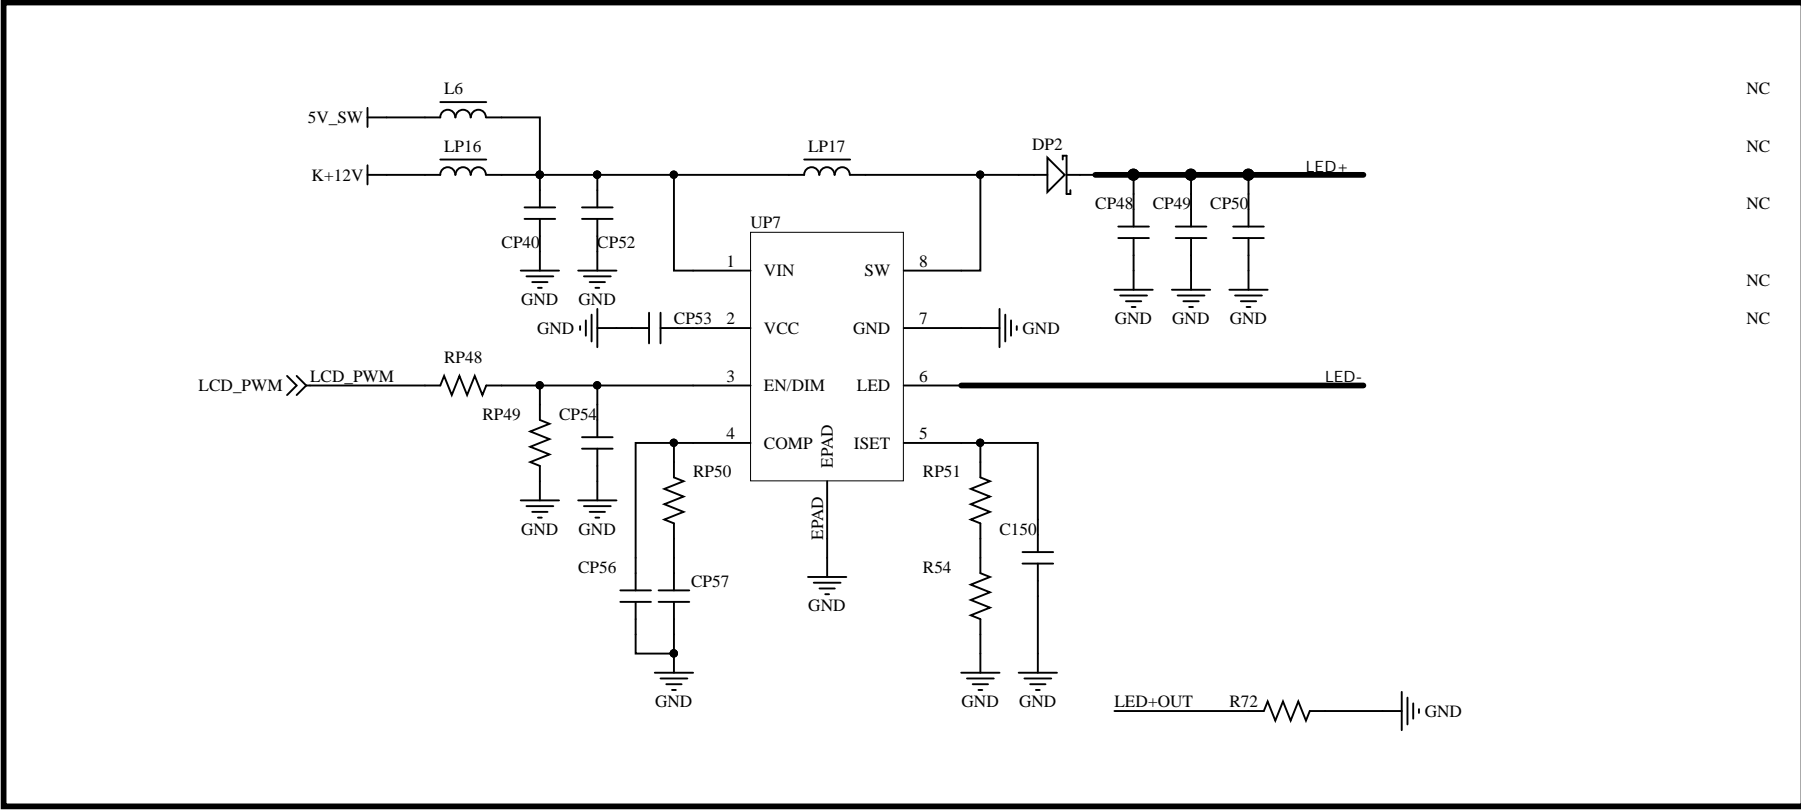 L6
NC
5V_SW
LP16
LP17
DP2
NC
K+12V
LED+
CP48
CP49
CP50
NC
UP7
CP40
CP52
1
VIN
SW
8
NC
GND
GND
GND
CP53
2
VCC
GND
7
GND
GND
GND
GND
NC
RP48
LCD_PWM
LCD_PWM
3
EN/DIM
LED
6
LED-
RP49
CP54
4
COMP
EPAD
ISET
5
RP50
RP51
GND
GND
EPAD
C150
CP56
CP57
R54
GND
GND
GND
GND
LED+OUT
R72
GND